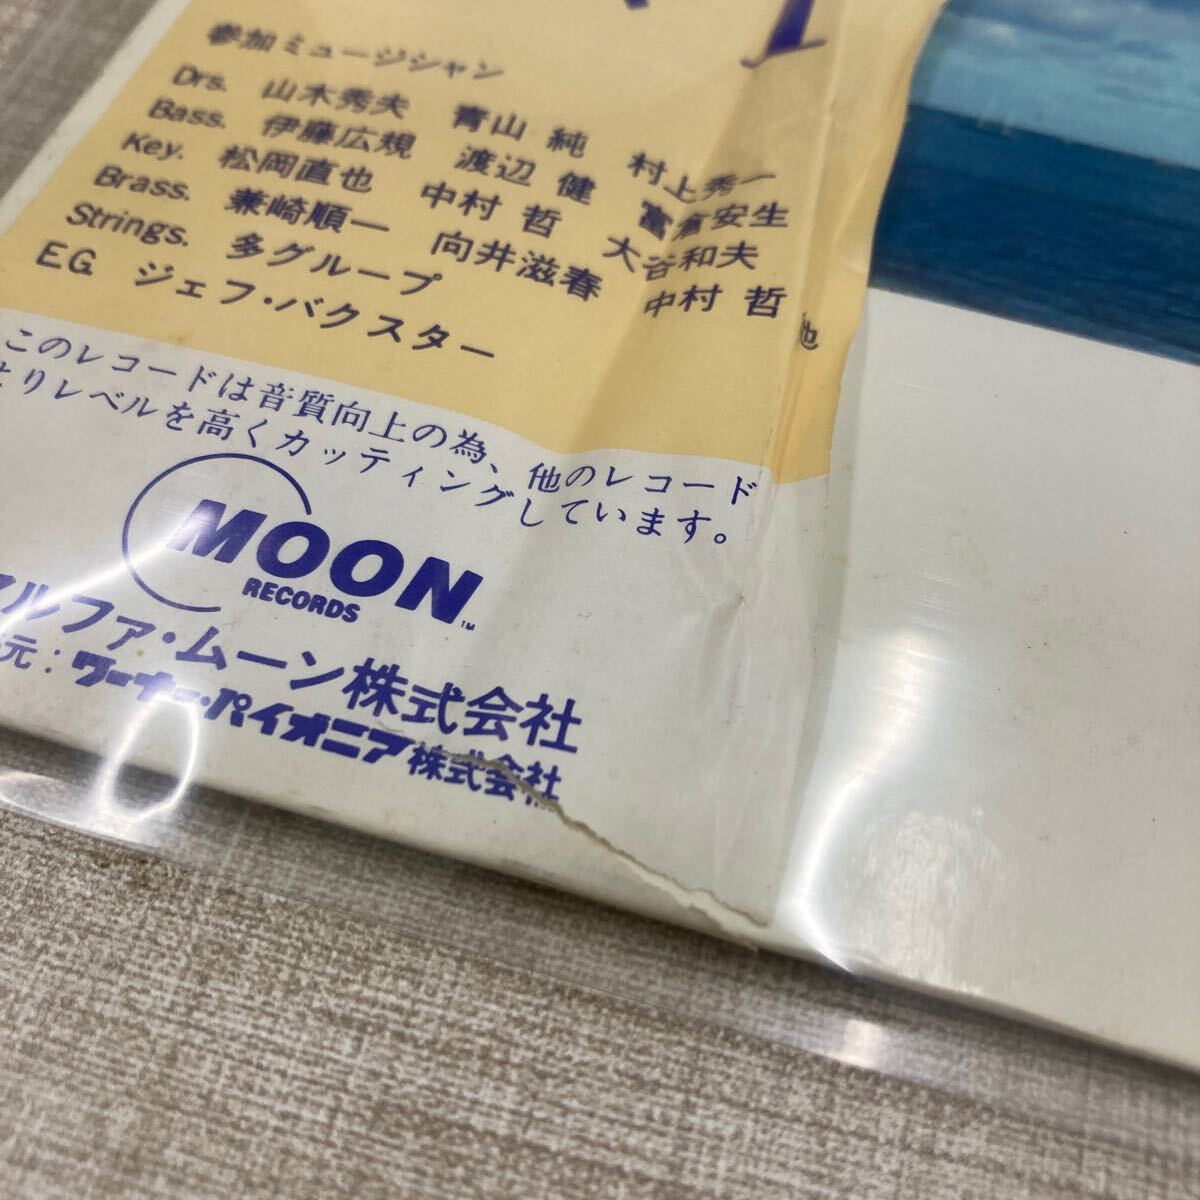 参加ミュージシャン
Drs. 山木秀夫 青山 純 村上秀一
Bass. 伊藤広規 渡辺 健 富倉安生
Key. 松岡直也 中村 哲 大谷和夫
Brass. 兼崎順一 向井滋春 中村 哲
Strings. 多グループ 他
EG ジェフ・バクスター
このレコードは音質向上の為、他のレコード
よりレベルを高くカッティングしています。
MOON
RECORDS
TM
ルファ・ムーン株式会社
元:ワーナー・パイオニア株式会社